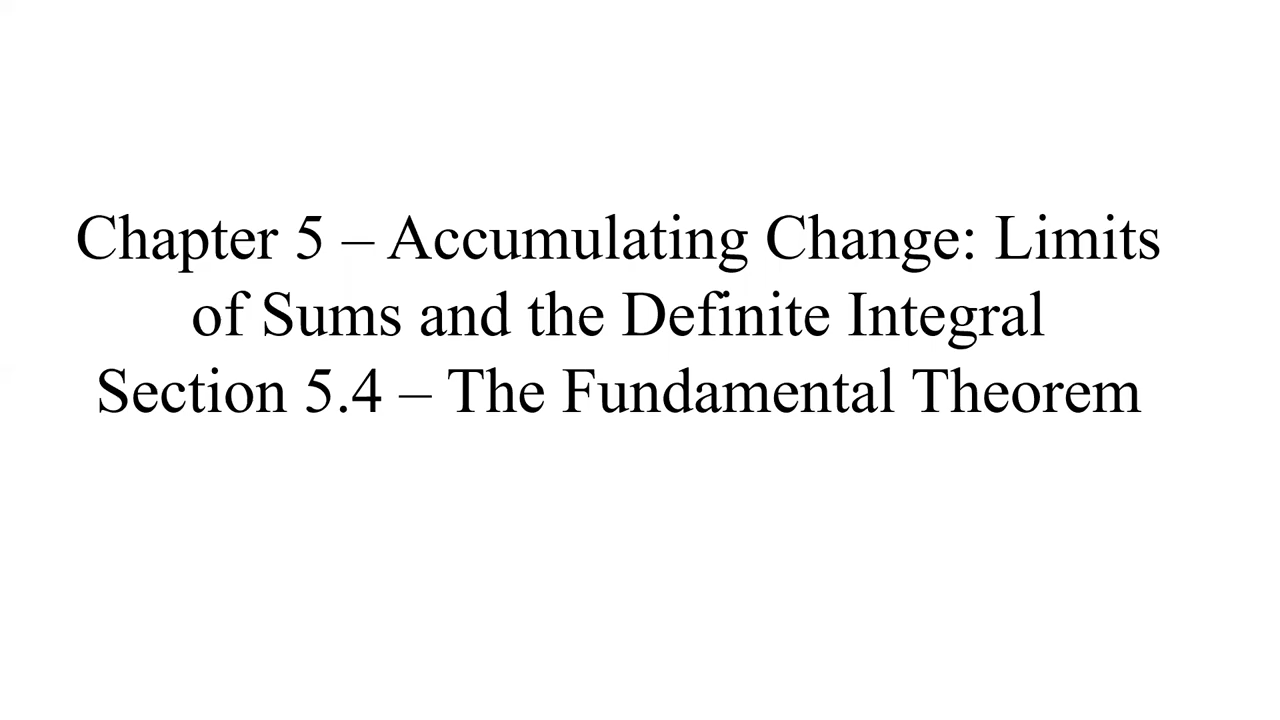 Chapter 5 – Accumulating Change: Limits
of Sums and the Definite Integral
Section 5.4 – The Fundamental Theorem